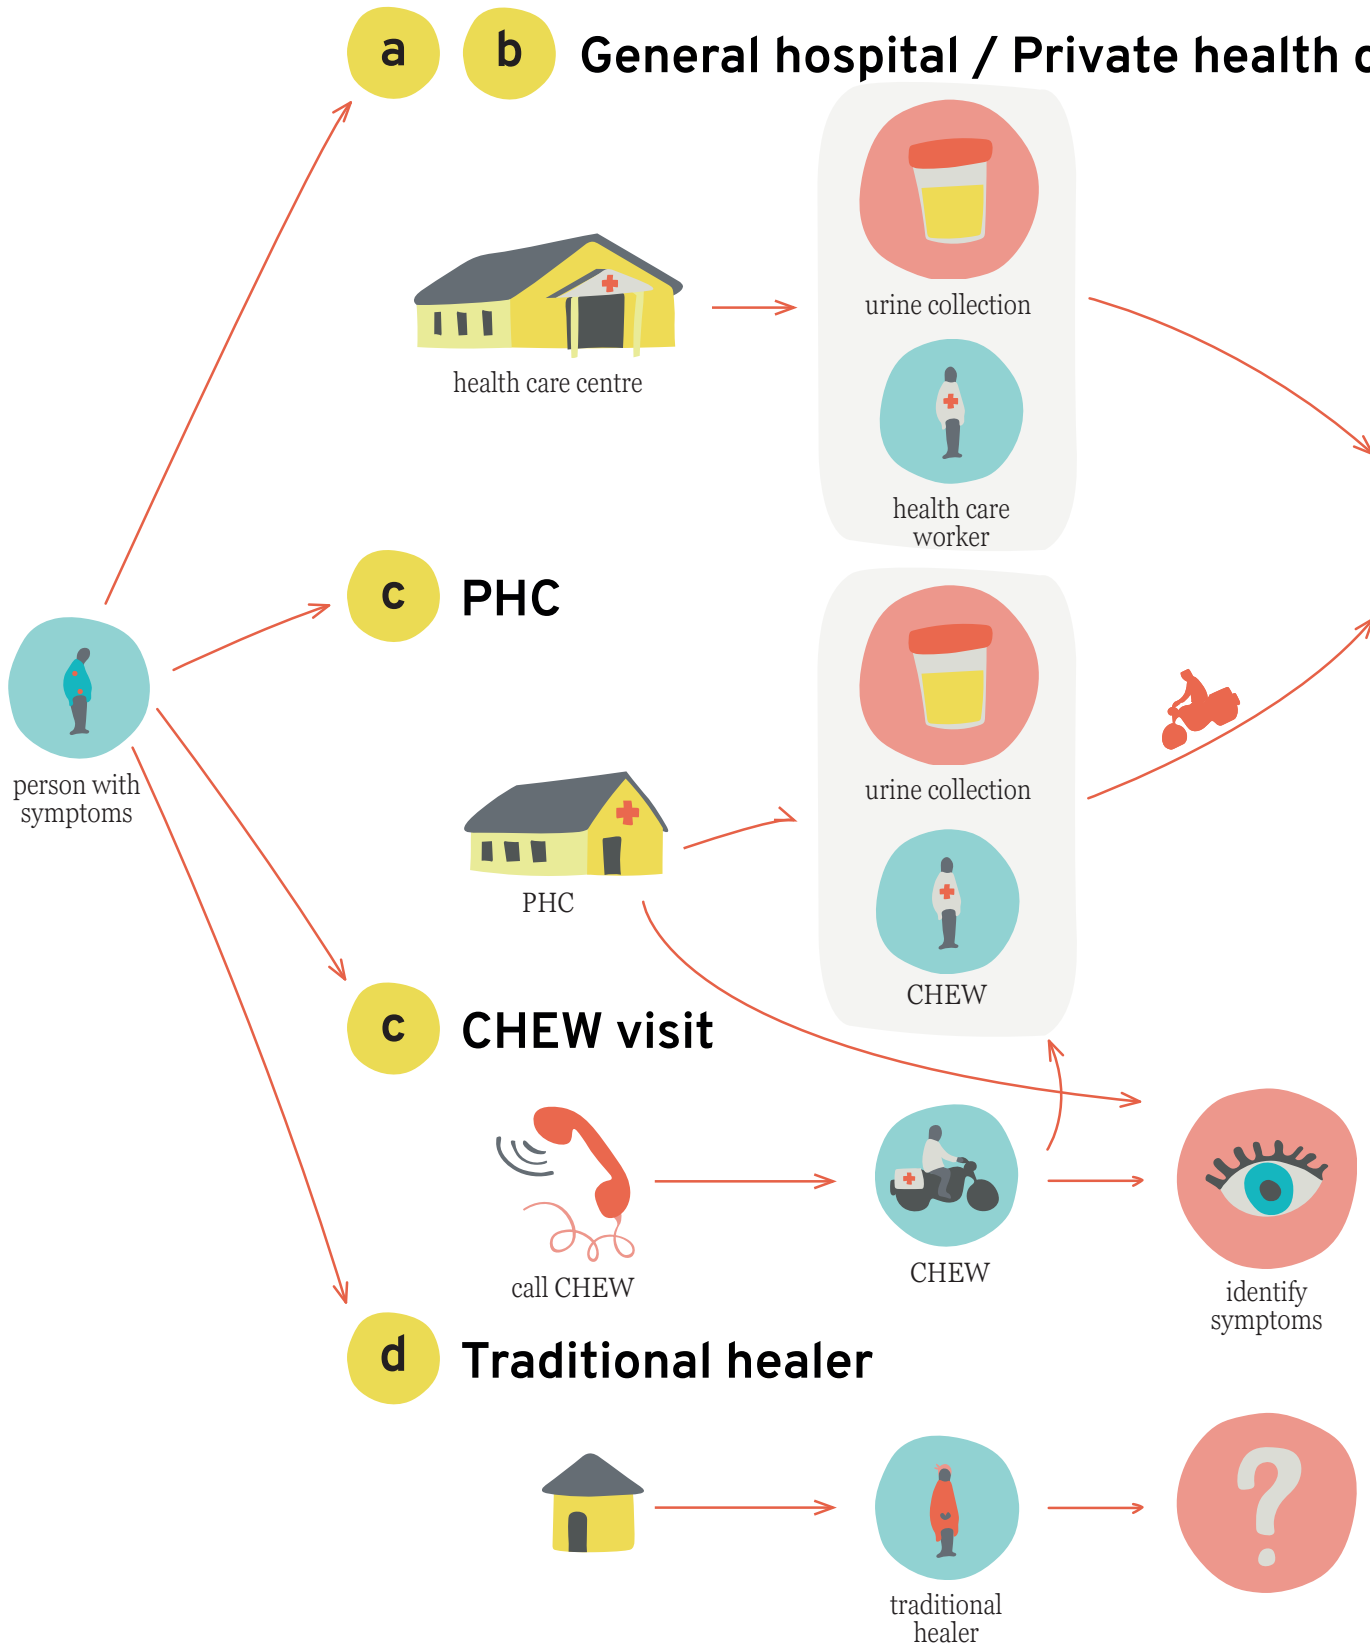 a b General hospital / Private health c
urine collection
health care centre
health care
worker
c PHC
person with
symptoms
urine collection
PHC
CHEW
c CHEW visit
call CHEW
CHEW
identify
symptoms
d Traditional healer
?
traditional
healer